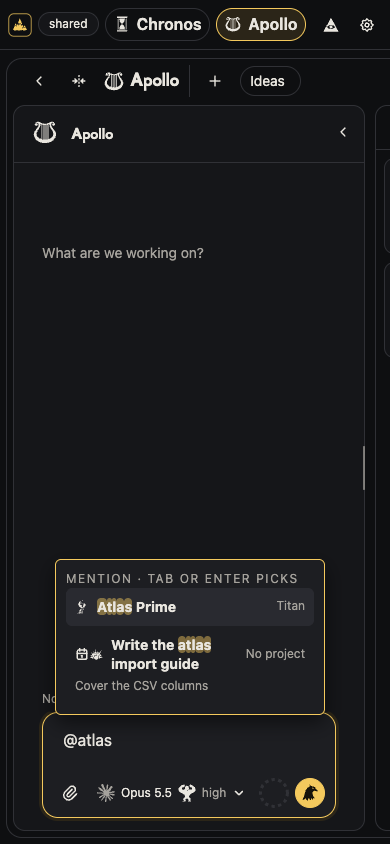 shared
Chronos
Apollo
Apollo
Ideas
Apollo
What are we working on?
MENTION · TAB OR ENTER PICKS
Atlas Prime
Titan
Write the atlas
import guide
No project
Cover the CSV columns
No
@atlas
Opus 5.5
high